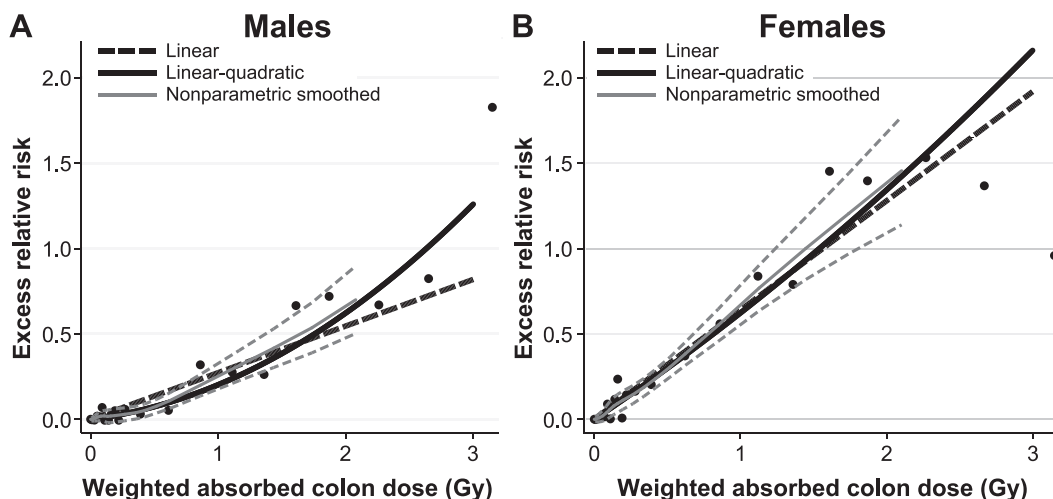 A
Males
Linear
Linear-quadratic
Nonparametric smoothed
Excess relative risk
2.0
1.5
1.0
0.5
0.0
0
1
2
3
Weighted absorbed colon dose (Gy)
B
Females
Linear
Linear-quadratic
Nonparametric smoothed
Excess relative risk
2.0
1.5
1.0
0.5
0.0
0
1
2
3
Weighted absorbed colon dose (Gy)